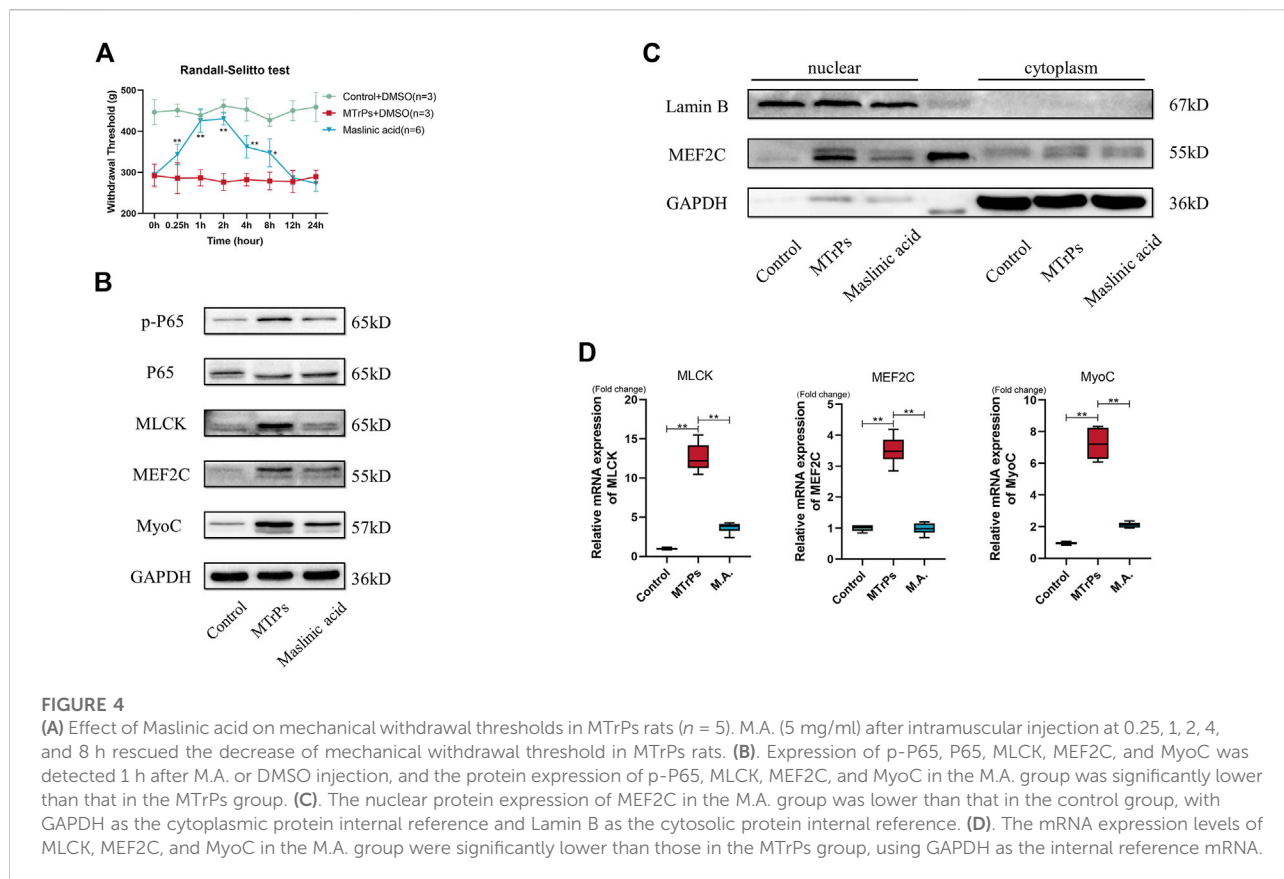 A
Randall-Selitto test
Withdrawal Threshold (g)
500
400
300
200
0h 0.25h 1h 2h 4h 8h 12h 24h
Time (hour)
** ** ** ** *
Control+DMSO(n=3)
MTrPs+DMSO(n=3)
Maslinic acid(n=6)
B
p-P65 65kD
P65 65kD
MLCK 65kD
MEF2C 55kD
MyoC 57kD
GAPDH 36kD
Control MTrPs Maslinic acid
C
nuclear cytoplasm
Lamin B 67kD
MEF2C 55kD
GAPDH 36kD
Control MTrPs Maslinic acid Control MTrPs Maslinic acid
D
MLCK
(Fold change)
Relative mRNA expression
of MLCK
20
15
10
5
0
** **
Control MTrPs M.A.
MEF2C
(Fold change)
Relative mRNA expression
of MEF2C
5
4
3
2
1
0
** **
Control MTrPs M.A.
MyoC
(Fold change)
Relative mRNA expression
of MyoC
10
8
6
4
2
0
** **
Control MTrPs M.A.
FIGURE 4
(A) Effect of Maslinic acid on mechanical withdrawal thresholds in MTrPs rats (n = 5). M.A. (5 mg/ml) after intramuscular injection at 0.25, 1, 2, 4,
and 8 h rescued the decrease of mechanical withdrawal threshold in MTrPs rats. (B). Expression of p-P65, P65, MLCK, MEF2C, and MyoC was
detected 1 h after M.A. or DMSO injection, and the protein expression of p-P65, MLCK, MEF2C, and MyoC in the M.A. group was significantly lower
than that in the MTrPs group. (C). The nuclear protein expression of MEF2C in the M.A. group was lower than that in the control group, with
GAPDH as the cytoplasmic protein internal reference and Lamin B as the cytosolic protein internal reference. (D). The mRNA expression levels of
MLCK, MEF2C, and MyoC in the M.A. group were significantly lower than those in the MTrPs group, using GAPDH as the internal reference mRNA.